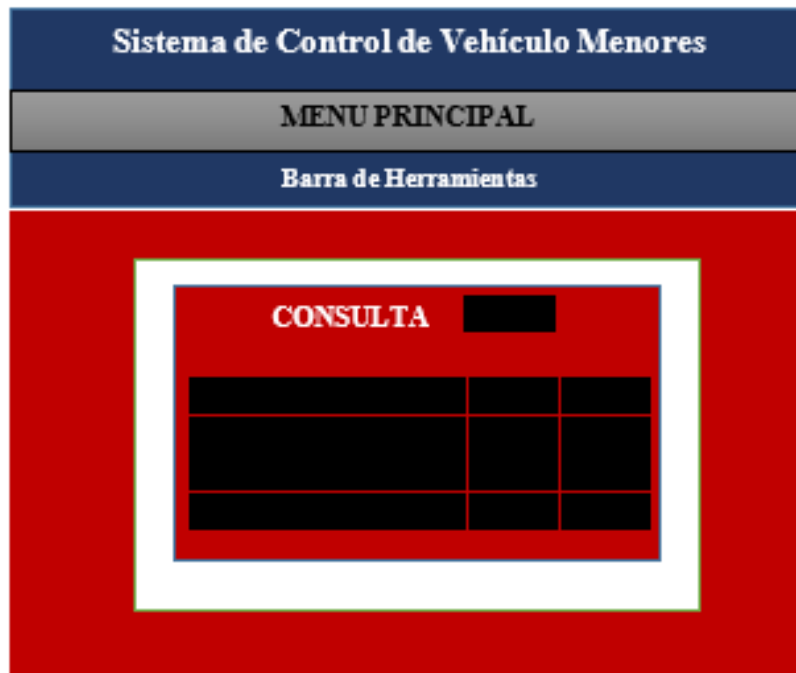 Sistema de Control de Vehículo Menores
MENU PRINCIPAL
Barra de Herramientas
CONSULTA